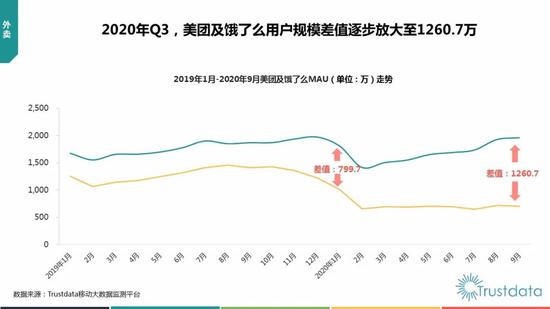 外卖
2020年Q3，美团及饿了么用户规模差值逐步放大至1260.7万
2019年1月-2020年9月美团及饿了么MAU（单位：万）走势
2,500
2,000
1,500
1,000
500
0
差值：799.7
差值：1260.7
2019年1月
2月
3月
4月
5月
6月
7月
8月
9月
10月
11月
12月
2020年1月
2月
3月
4月
5月
6月
7月
8月
9月
数据来源：Trustdata移动大数据监测平台
Trustdata